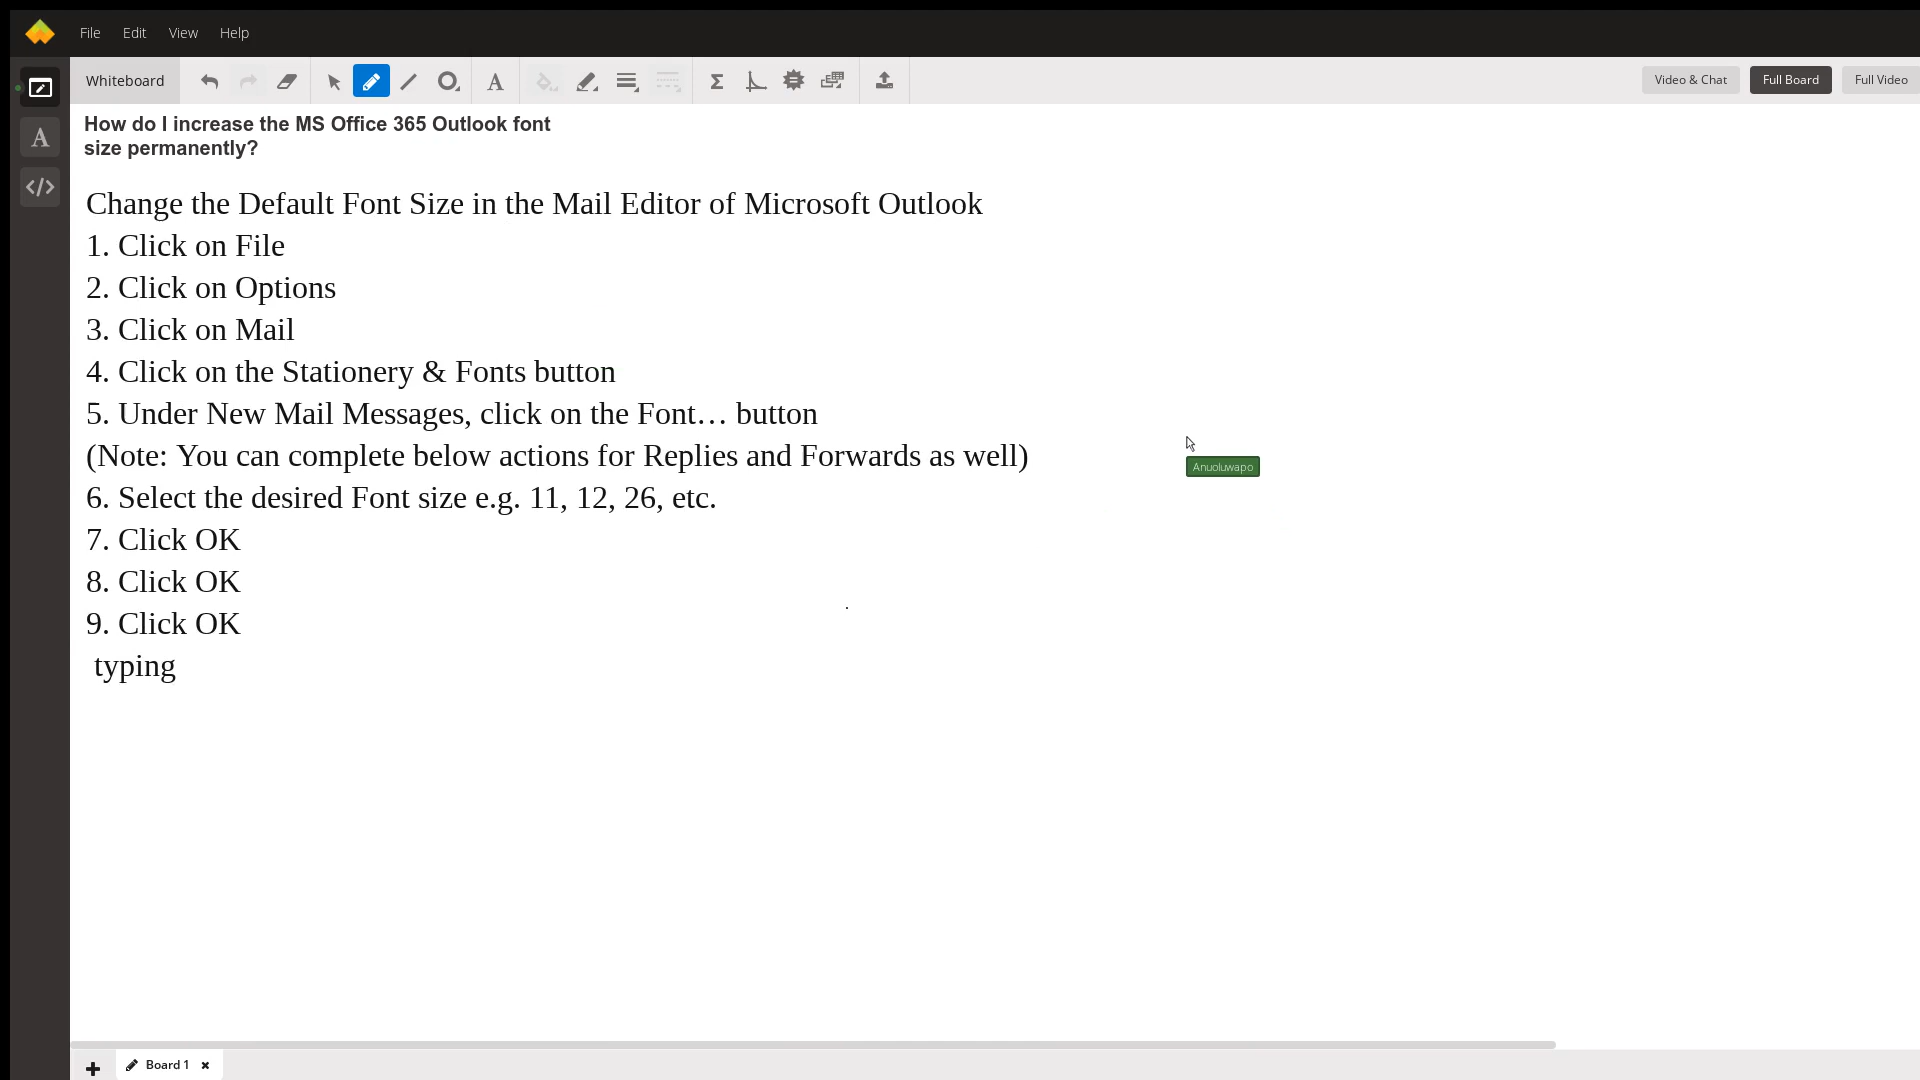 File Edit View Help
Whiteboard
Video & Chat Full Board Full Video
How do I increase the MS Office 365 Outlook font
size permanently?
Change the Default Font Size in the Mail Editor of Microsoft Outlook
1. Click on File
2. Click on Options
3. Click on Mail
4. Click on the Stationery & Fonts button
5. Under New Mail Messages, click on the Font… button
(Note: You can complete below actions for Replies and Forwards as well)
Anuoluwapo
6. Select the desired Font size e.g. 11, 12, 26, etc.
7. Click OK
8. Click OK
9. Click OK
typing
Board 1